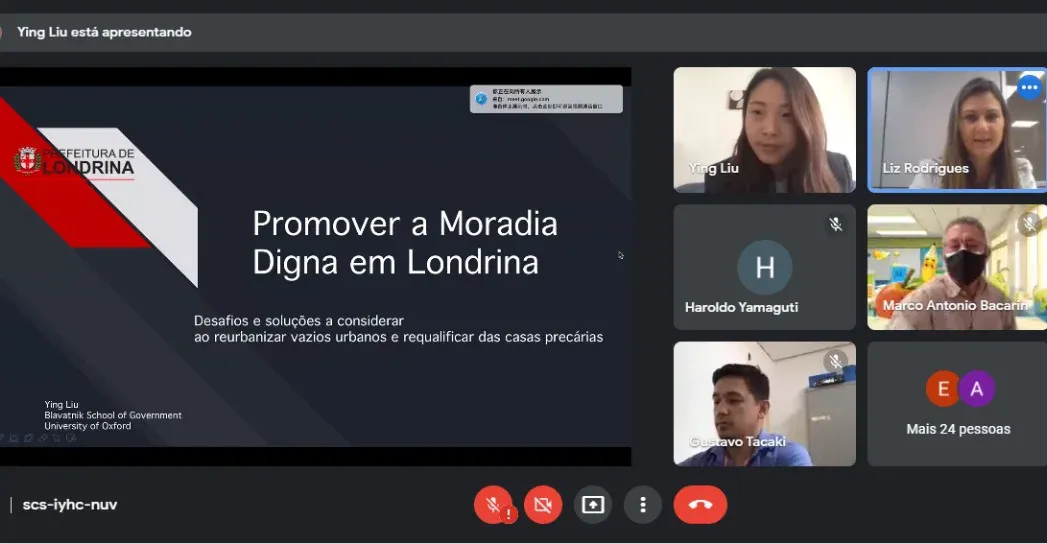 Ying Liu está apresentando
来自: meet.google.com
PREFEITURA DE
LONDRINA
Promover a Moradia
Digna em Londrina
Desafios e soluções a considerar
ao reurbanizar vazios urbanos e requalificar das casas precárias
Ying Liu
Blavatnik School of Government
University of Oxford
Ying Liu
Liz Rodrigues
H
Haroldo Yamaguti
Marco Antonio Bacarin
Gustavo Tacaki
E A
Mais 24 pessoas
scs-iyhc-nuv